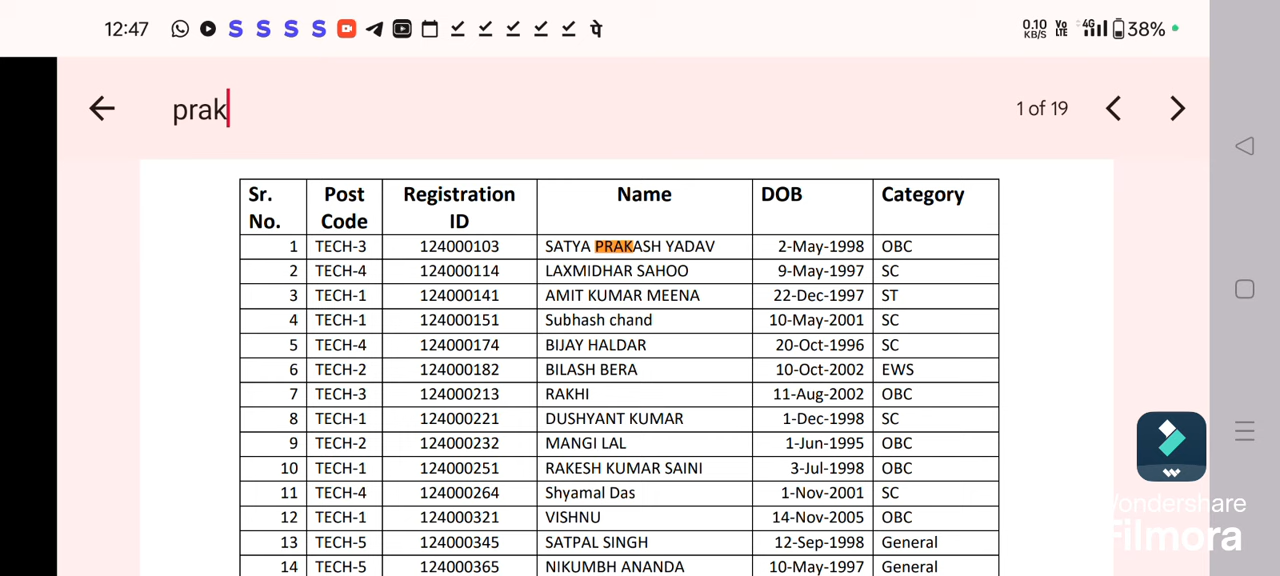 12:47 S S S S पे 0.10 KB/S Vo LTE 4G 38%
prak 1 of 19
Sr. No. Post Code Registration ID Name DOB Category
1 TECH-3 124000103 SATYA PRAKASH YADAV 2-May-1998 OBC
2 TECH-4 124000114 LAXMIDHAR SAHOO 9-May-1997 SC
3 TECH-1 124000141 AMIT KUMAR MEENA 22-Dec-1997 ST
4 TECH-1 124000151 Subhash chand 10-May-2001 SC
5 TECH-4 124000174 BIJAY HALDAR 20-Oct-1996 SC
6 TECH-2 124000182 BILASH BERA 10-Oct-2002 EWS
7 TECH-3 124000213 RAKHI 11-Aug-2002 OBC
8 TECH-1 124000221 DUSHYANT KUMAR 1-Dec-1998 SC
9 TECH-2 124000232 MANGI LAL 1-Jun-1995 OBC
10 TECH-1 124000251 RAKESH KUMAR SAINI 3-Jul-1998 OBC
11 TECH-4 124000264 Shyamal Das 1-Nov-2001 SC
12 TECH-1 124000321 VISHNU 14-Nov-2005 OBC
13 TECH-5 124000345 SATPAL SINGH 12-Sep-1998 General
14 TECH-5 124000365 NIKUMBH ANANDA 10-May-1997 General
Wondershare
Filmora